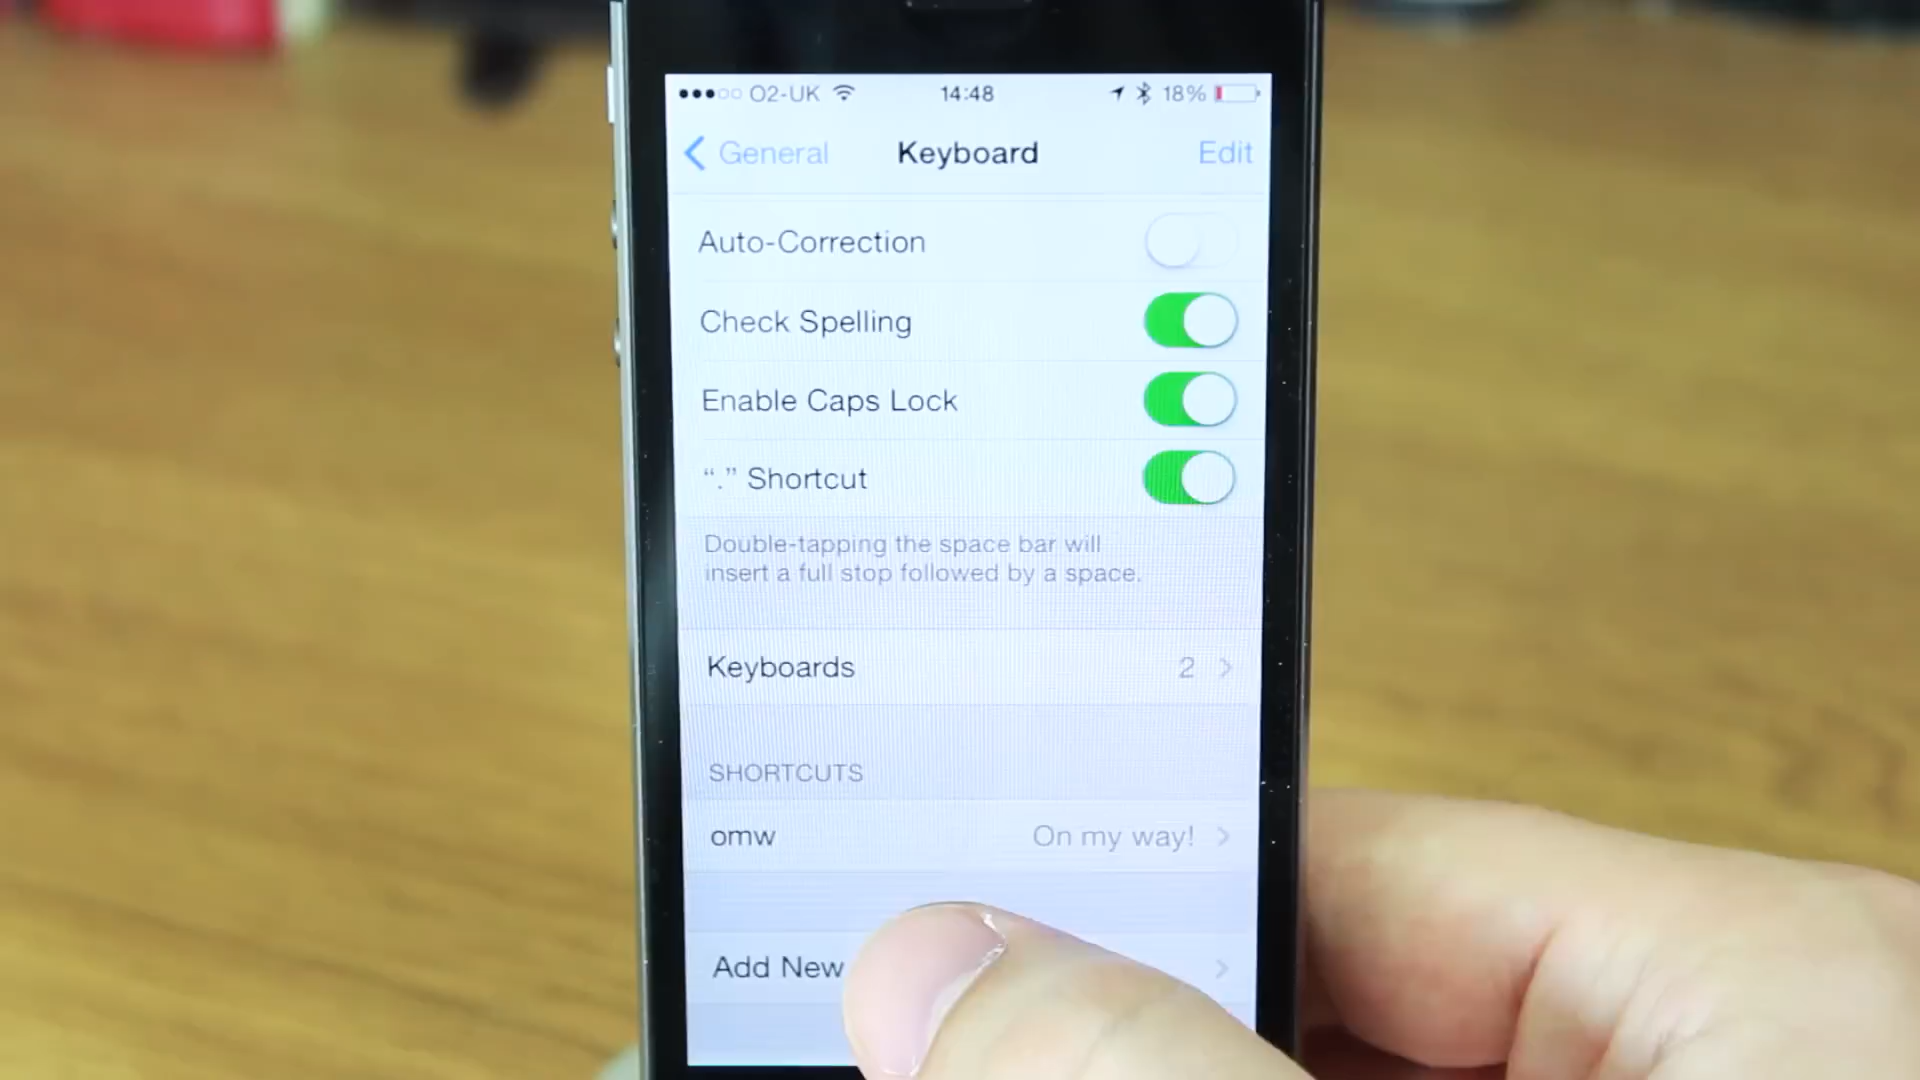 O2-UK 14:48 18%
General Keyboard Edit
Auto-Correction
Check Spelling
Enable Caps Lock
“.” Shortcut
Double-tapping the space bar will
insert a full stop followed by a space.
Keyboards 2
SHORTCUTS
omw On my way!
Add New